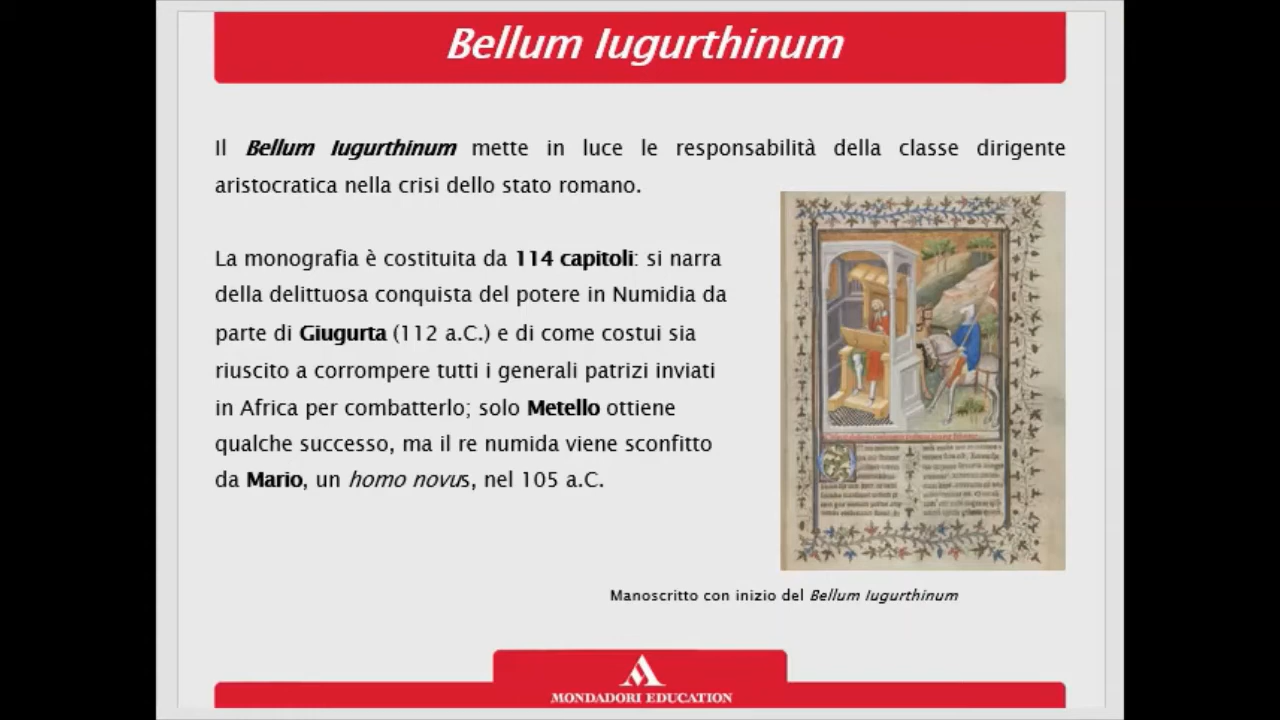 Bellum Iugurthinum
Il Bellum Iugurthinum mette in luce le responsabilità della classe dirigente
aristocratica nella crisi dello stato romano.
La monografia è costituita da 114 capitoli: si narra
della delittuosa conquista del potere in Numidia da
parte di Giugurta (112 a.C.) e di come costui sia
riuscito a corrompere tutti i generali patrizi inviati
in Africa per combatterlo; solo Metello ottiene
qualche successo, ma il re numida viene sconfitto
da Mario, un homo novus, nel 105 a.C.
Manoscritto con inizio del Bellum Iugurthinum
MONDADORI EDUCATION